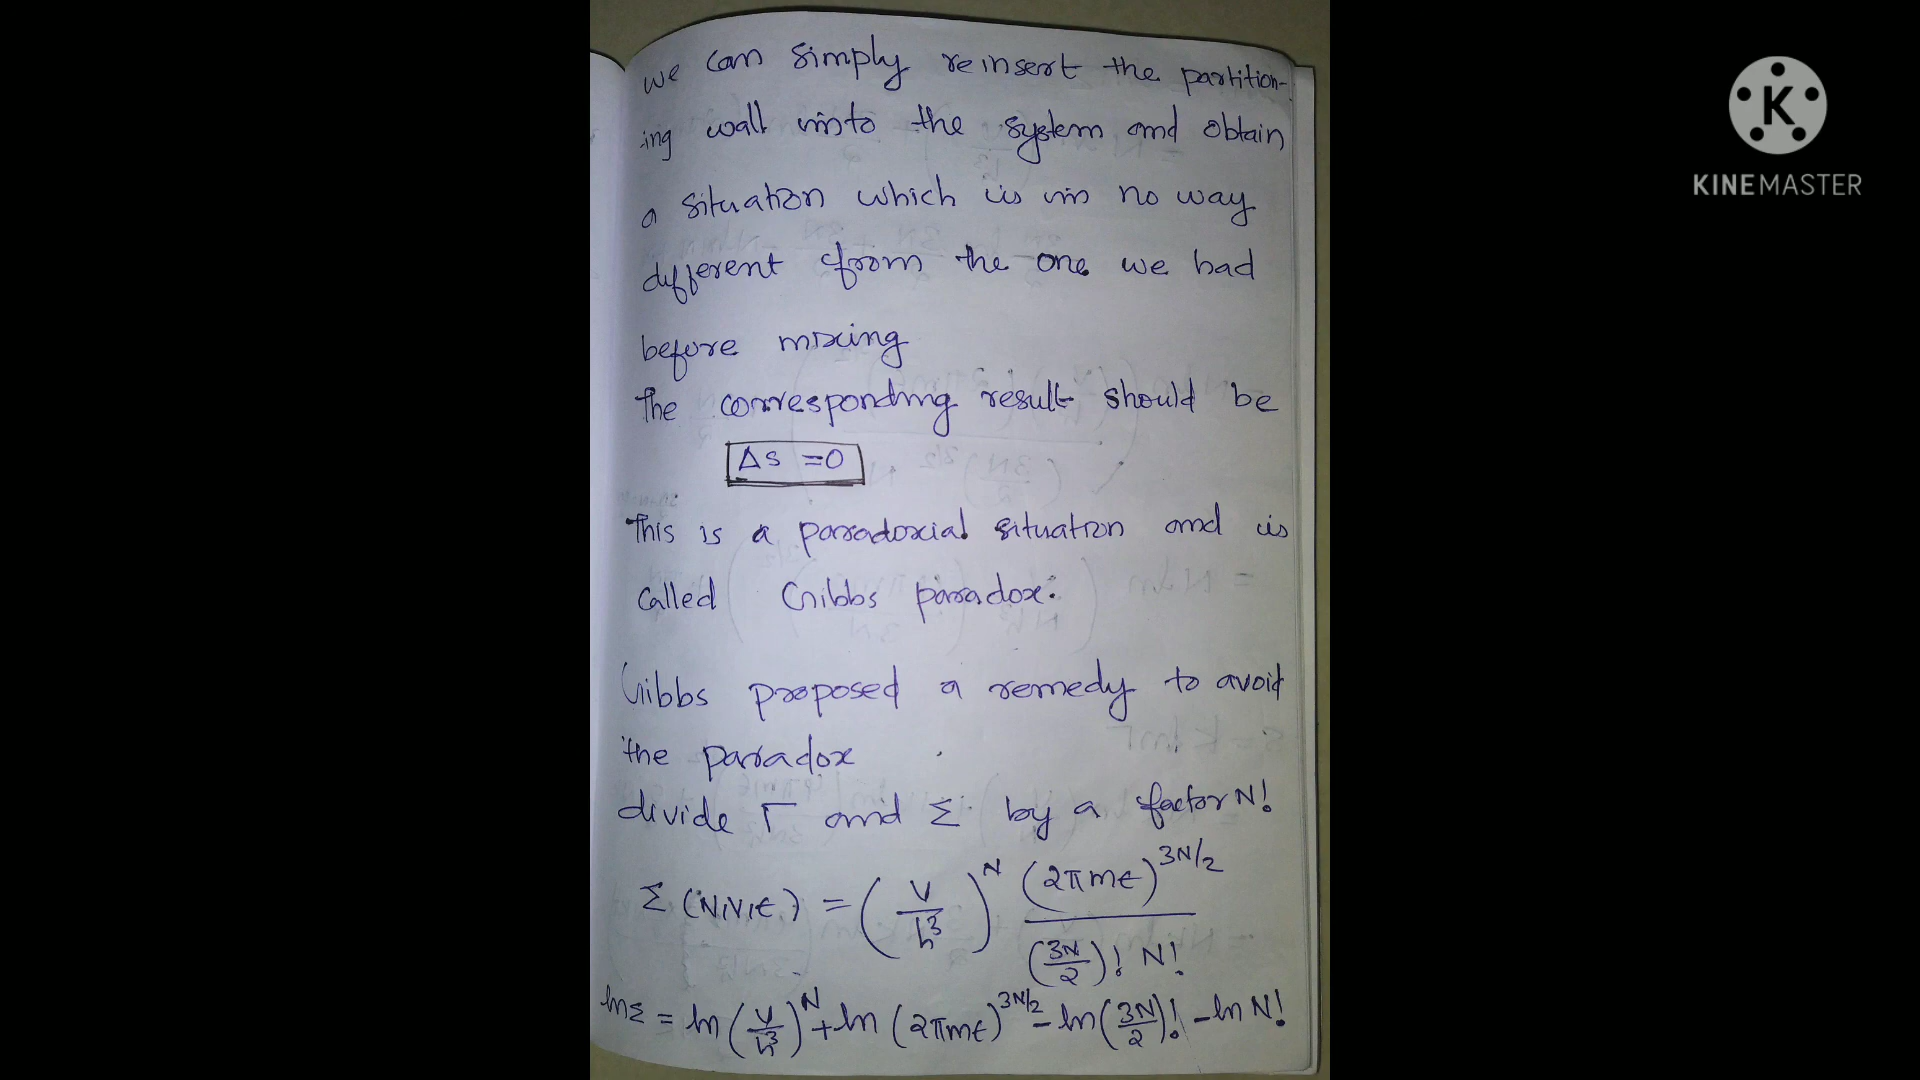 we can simply reinsert the partition-
ing wall into the system and obtain
a situation which is in no way
different from the one we had
before mixing
The corresponding result should be
ΔS = 0
This is a paradoxial situation and is
called Gibbs paradox.
Gibbs proposed a remedy to avoid
the paradox
divide Γ and Σ by a factor N!
Σ (N,V,E) = (V/h³)^N (2πmE)^3N/2 / (3N/2)! N!
ln Σ = ln (V/h³)^N + ln (2πmE)^3N/2 - ln (3N/2)! - ln N!
K
KINEMASTER